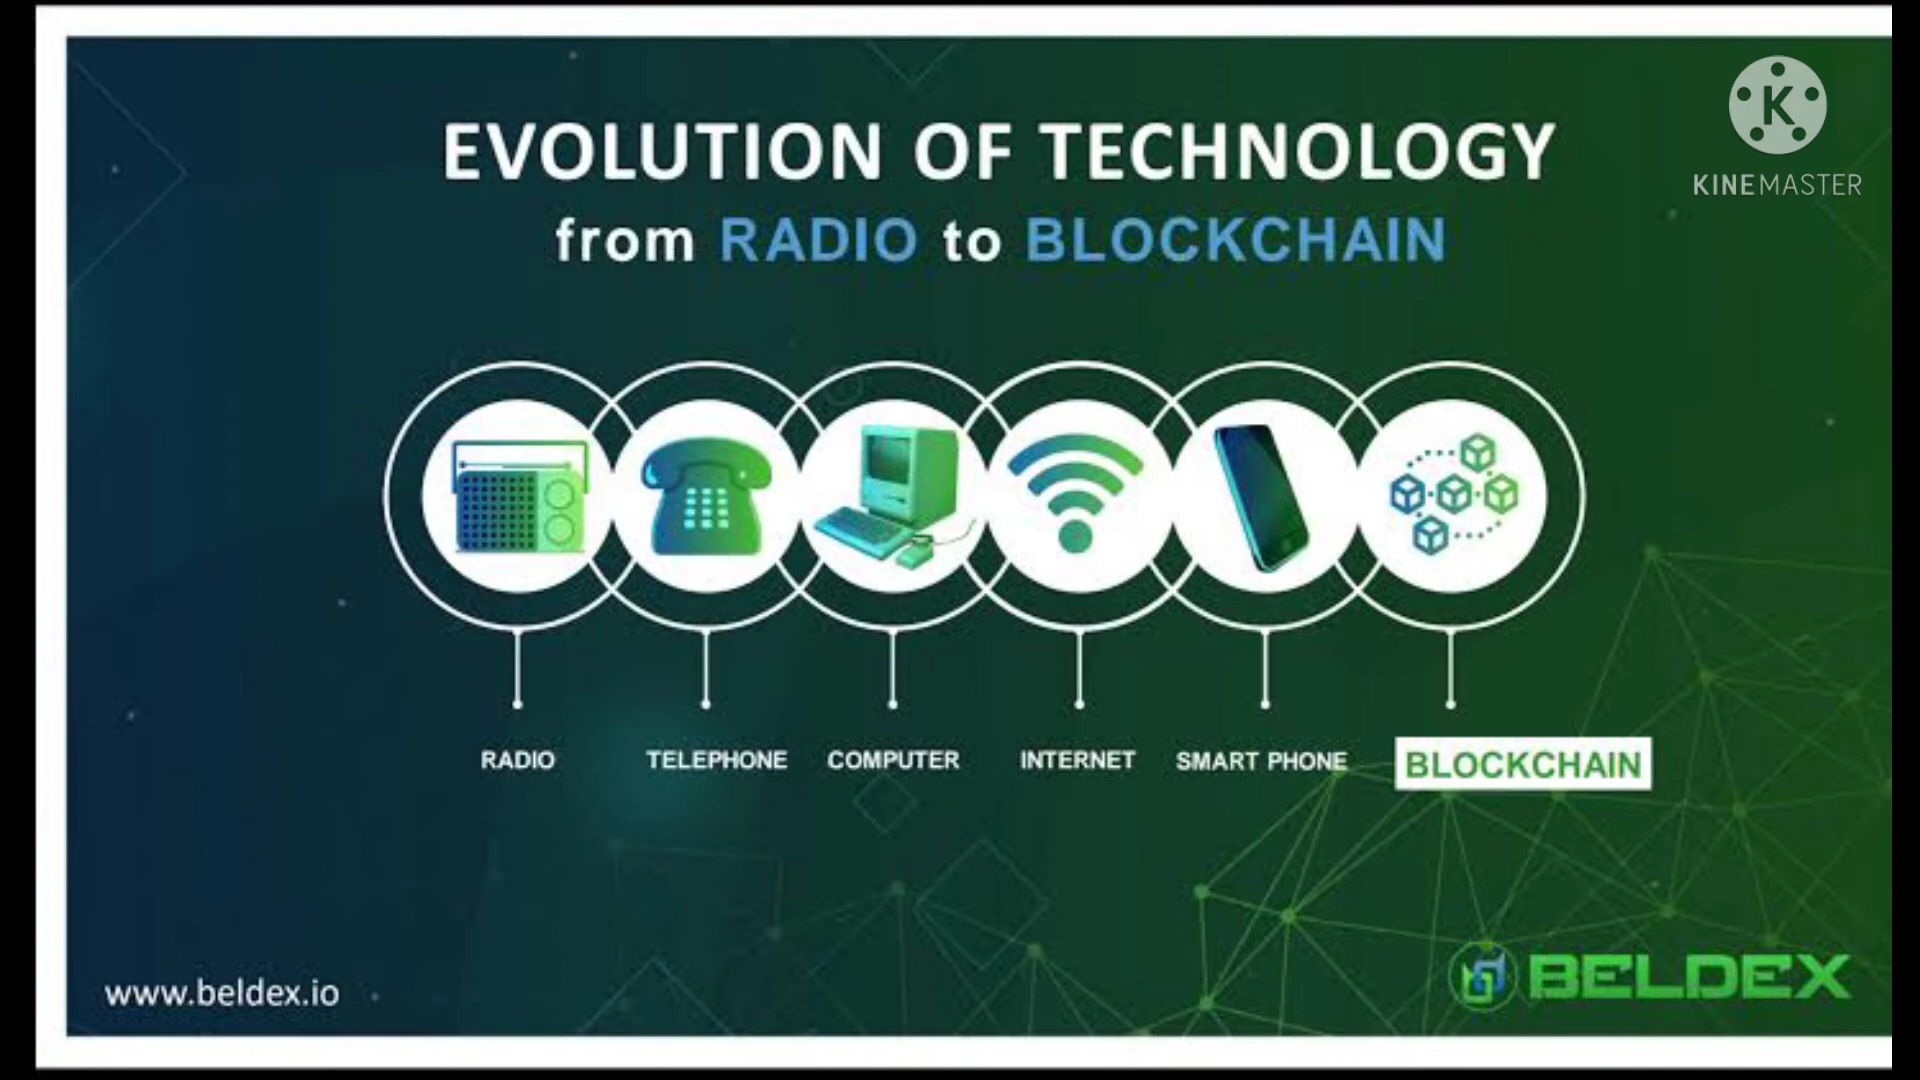 EVOLUTION OF TECHNOLOGY
from RADIO to BLOCKCHAIN
K
KINEMASTER
RADIO
TELEPHONE
COMPUTER
INTERNET
SMART PHONE
BLOCKCHAIN
www.beldex.io
BELDEX